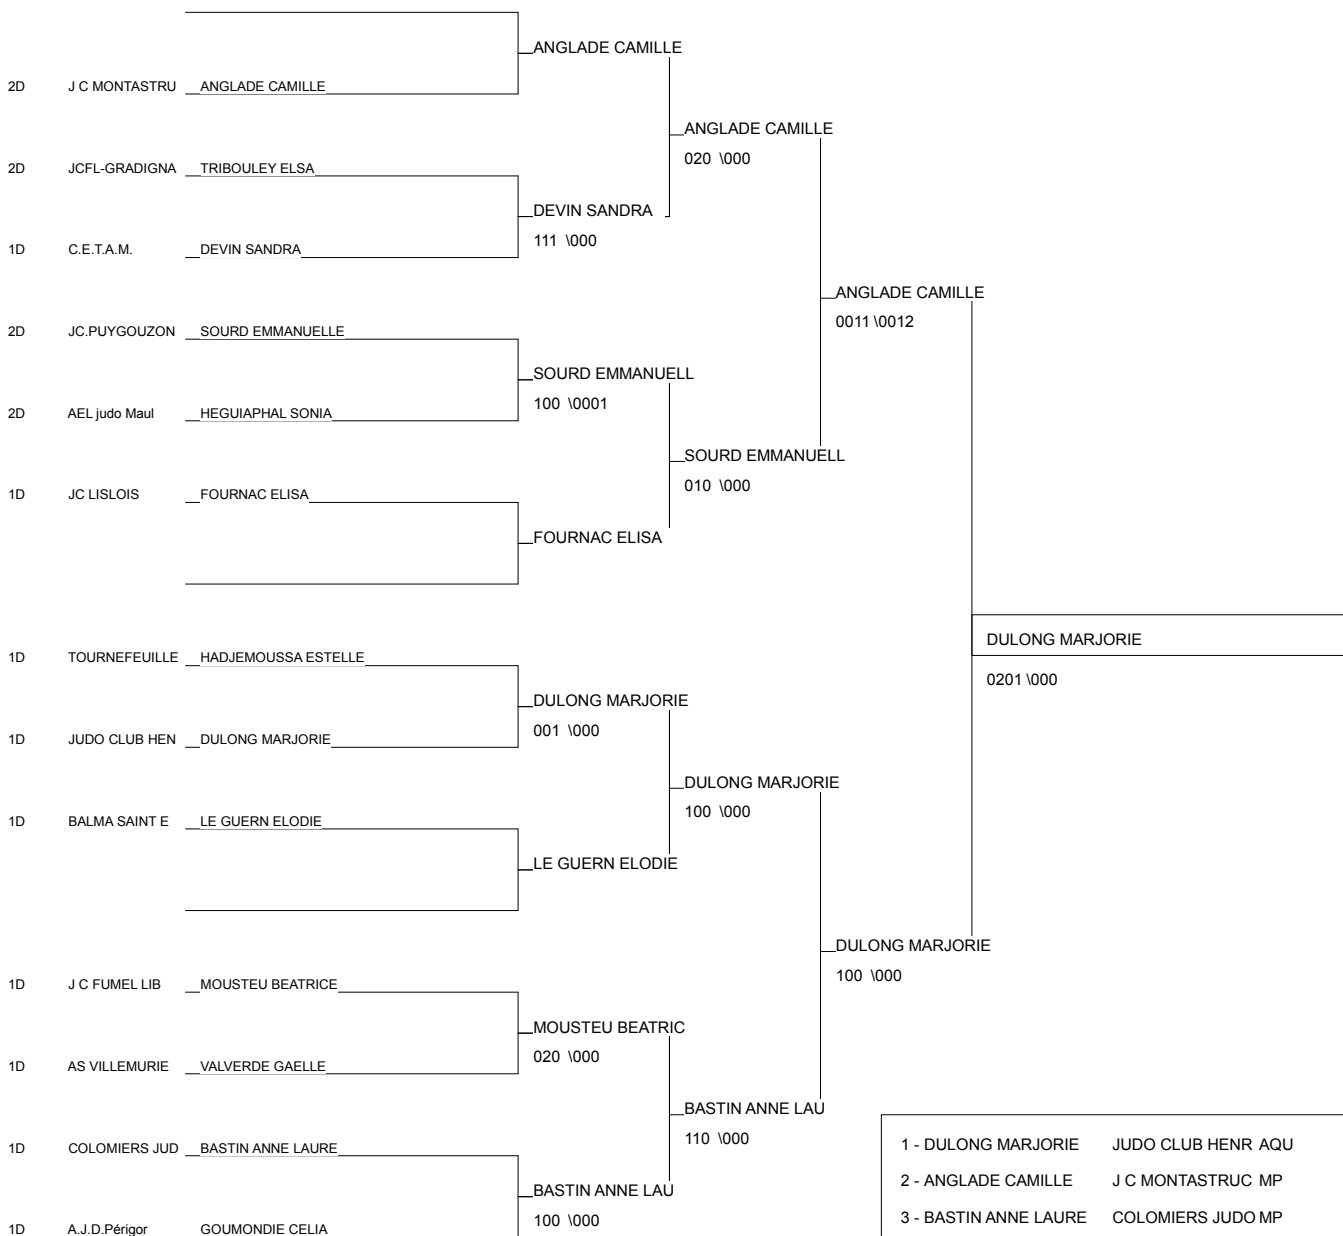 ANGLADE CAMILLE
2D J C MONTASTRU ANGLADE CAMILLE
ANGLADE CAMILLE
020 \000
2D JCFL-GRADIGNA TRIBOULEY ELSA
DEVIN SANDRA
111 \000
1D C.E.T.A.M. DEVIN SANDRA
ANGLADE CAMILLE
0011 \0012
2D JC.PUYGOUZON SOURD EMMANUELLE
SOURD EMMANUELL
100 \0001
2D AEL judo Maul HEGUIAPHAL SONIA
SOURD EMMANUELL
010 \000
1D JC LISLOIS FOURNAC ELISA
FOURNAC ELISA
DULONG MARJORIE
0201 \000
1D TOURNEFEUILLE HADJEMOUSSA ESTELLE
DULONG MARJORIE
001 \000
1D JUDO CLUB HEN DULONG MARJORIE
DULONG MARJORIE
100 \000
1D BALMA SAINT E LE GUERN ELODIE
LE GUERN ELODIE
DULONG MARJORIE
100 \000
1D J C FUMEL LIB MOUSTEU BEATRICE
MOUSTEU BEATRIC
020 \000
1D AS VILLEMURIE VALVERDE GAELLE
BASTIN ANNE LAU
110 \000
1D COLOMIERS JUD BASTIN ANNE LAURE
BASTIN ANNE LAU
100 \000
1D A.J.D.Périgor GOUMONDIE CELIA
1 - DULONG MARJORIE JUDO CLUB HENR AQU
2 - ANGLADE CAMILLE J C MONTASTRUC MP
3 - BASTIN ANNE LAURE COLOMIERS JUDO MP